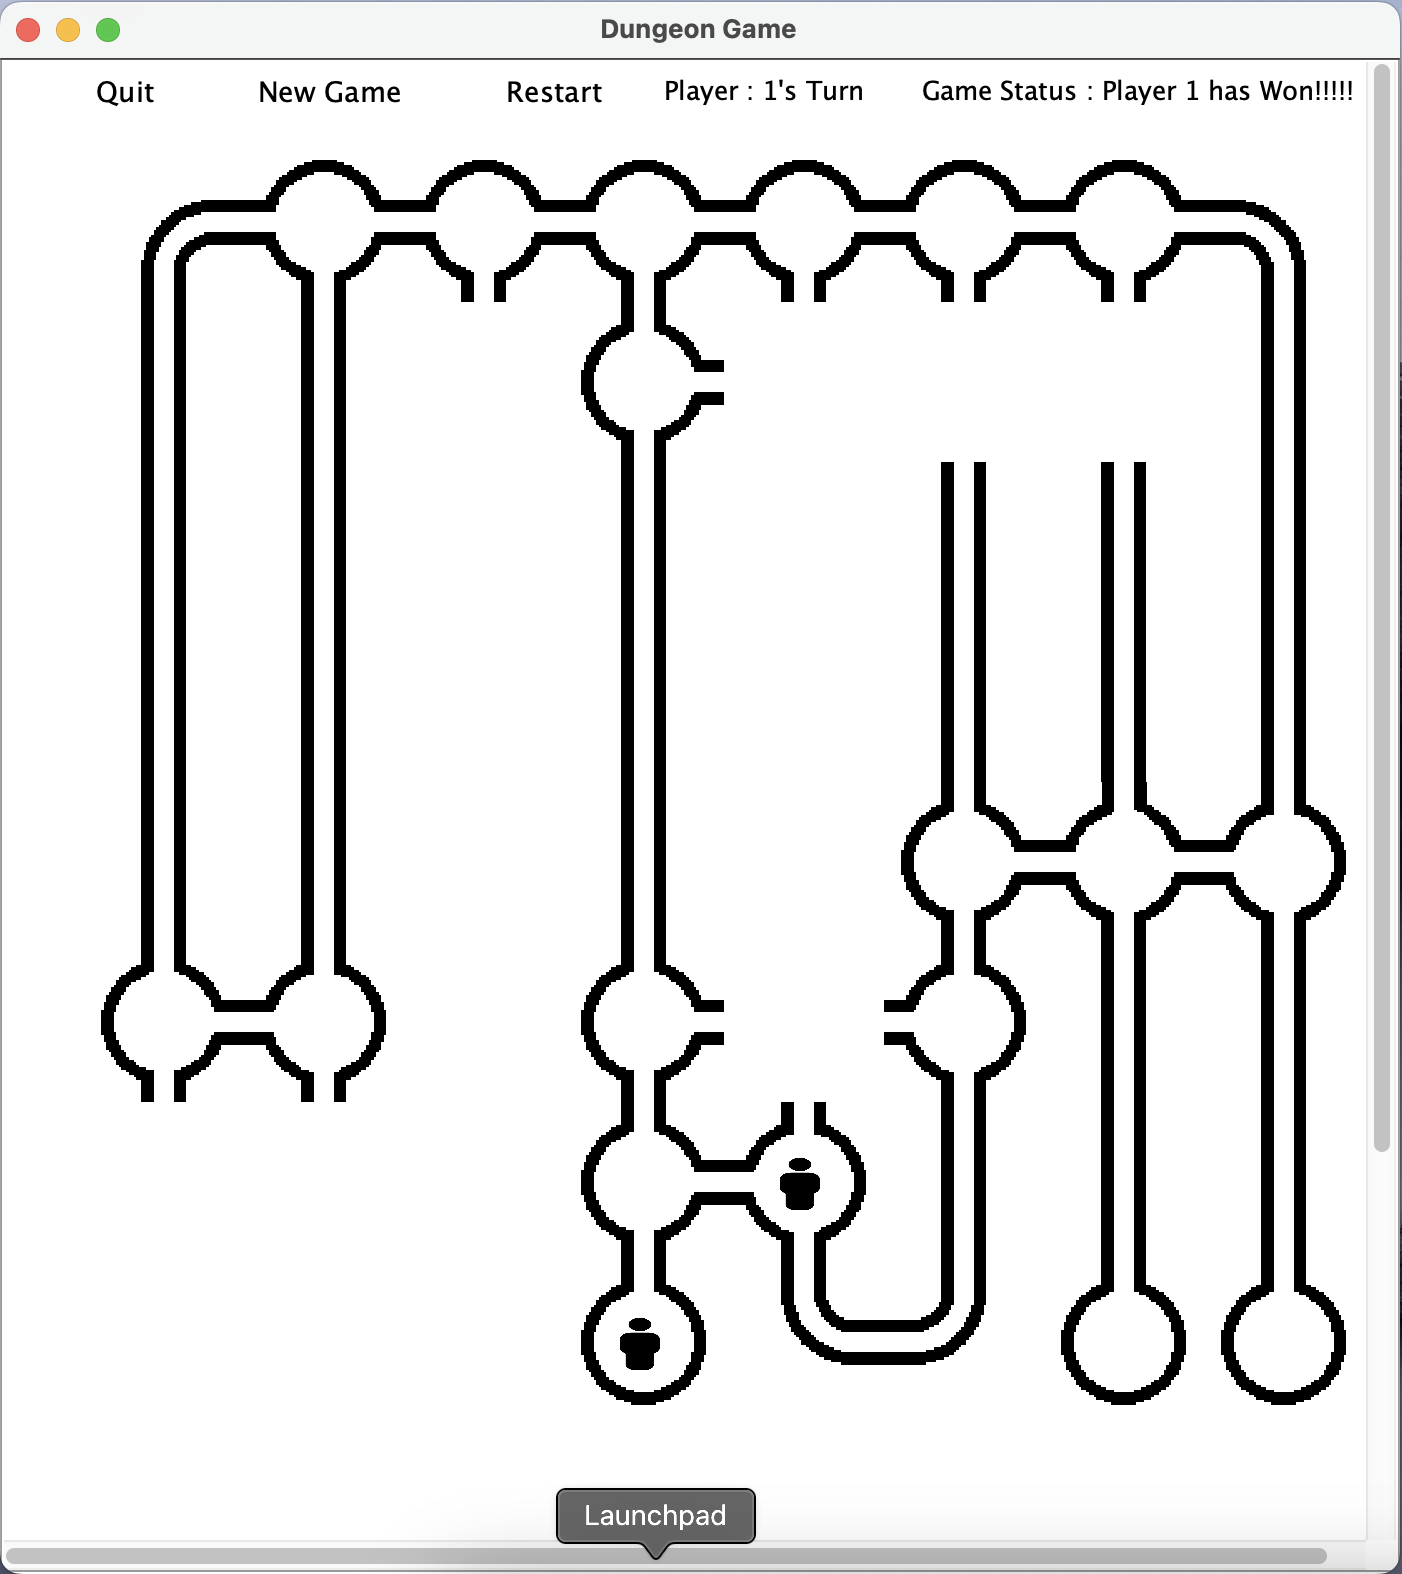 Dungeon Game
Quit New Game Restart Player : 1's Turn Game Status : Player 1 has Won!!!!!
Launchpad